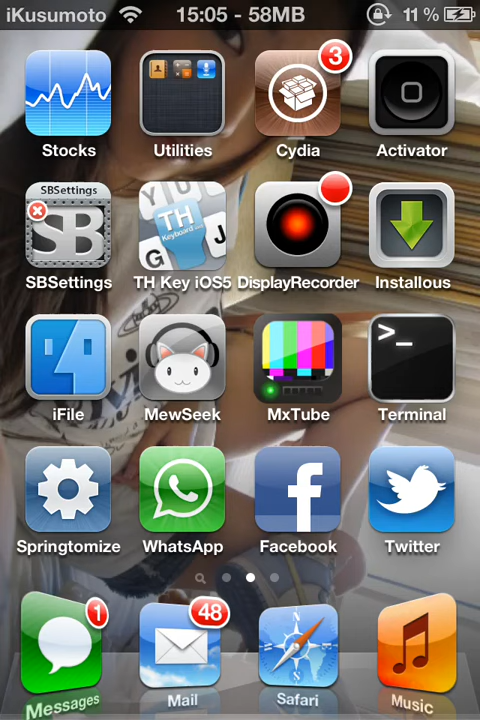 iKusumoto 15:05 - 58MB 11 %
3
Stocks Utilities Cydia Activator
SBSettings
SB
TH
Keyboard
G J
SBSettings TH Key iOS5 DisplayRecorder Installous
>_
iFile MewSeek MxTube Terminal
Springtomize WhatsApp Facebook Twitter
1 48
Messages Mail Safari Music